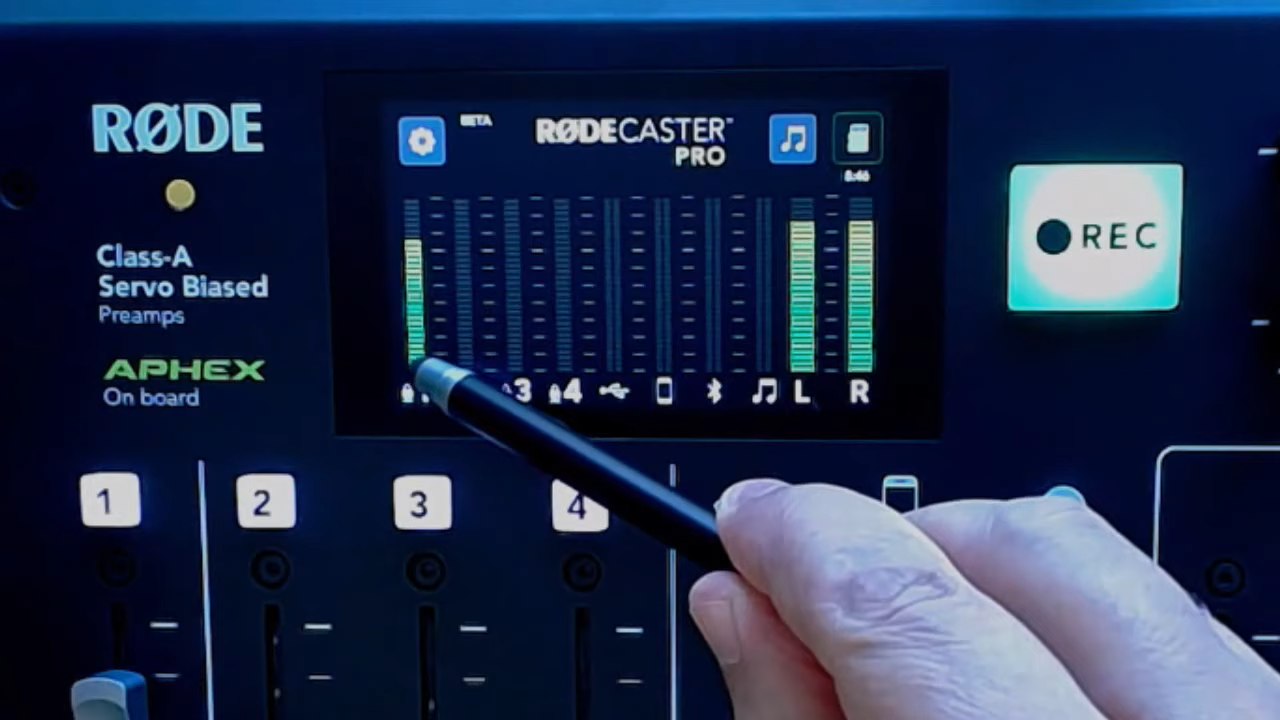 RØDE
Class-A
Servo Biased
Preamps
APHEX
On board
BETA
RØDECASTER™
PRO
8:46
3
4
L
R
REC
1
2
3
4